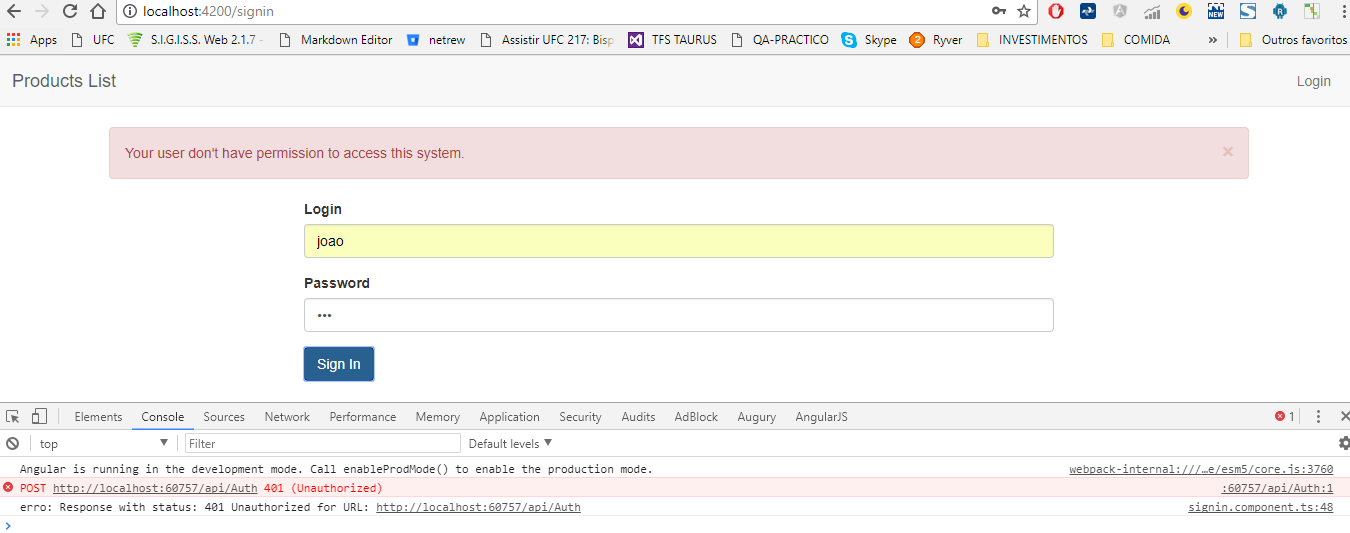 localhost:4200/signin
Apps UFC S.I.G.I.S.S. Web 2.1.7 - Markdown Editor netrew Assistir UFC 217: Bisp TFS TAURUS QA-PRACTICO Skype Ryver INVESTIMENTOS COMIDA » Outros favoritos
Products List Login
Your user don't have permission to access this system. ×
Login
joao
Password
•••
Sign In
Elements Console Sources Network Performance Memory Application Security Audits AdBlock Augury AngularJS 1
top Filter Default levels
Angular is running in the development mode. Call enableProdMode() to enable the production mode. webpack-internal:///…e/esm5/core.js:3760
POST http://localhost:60757/api/Auth 401 (Unauthorized) :60757/api/Auth:1
erro: Response with status: 401 Unauthorized for URL: http://localhost:60757/api/Auth signin.component.ts:48